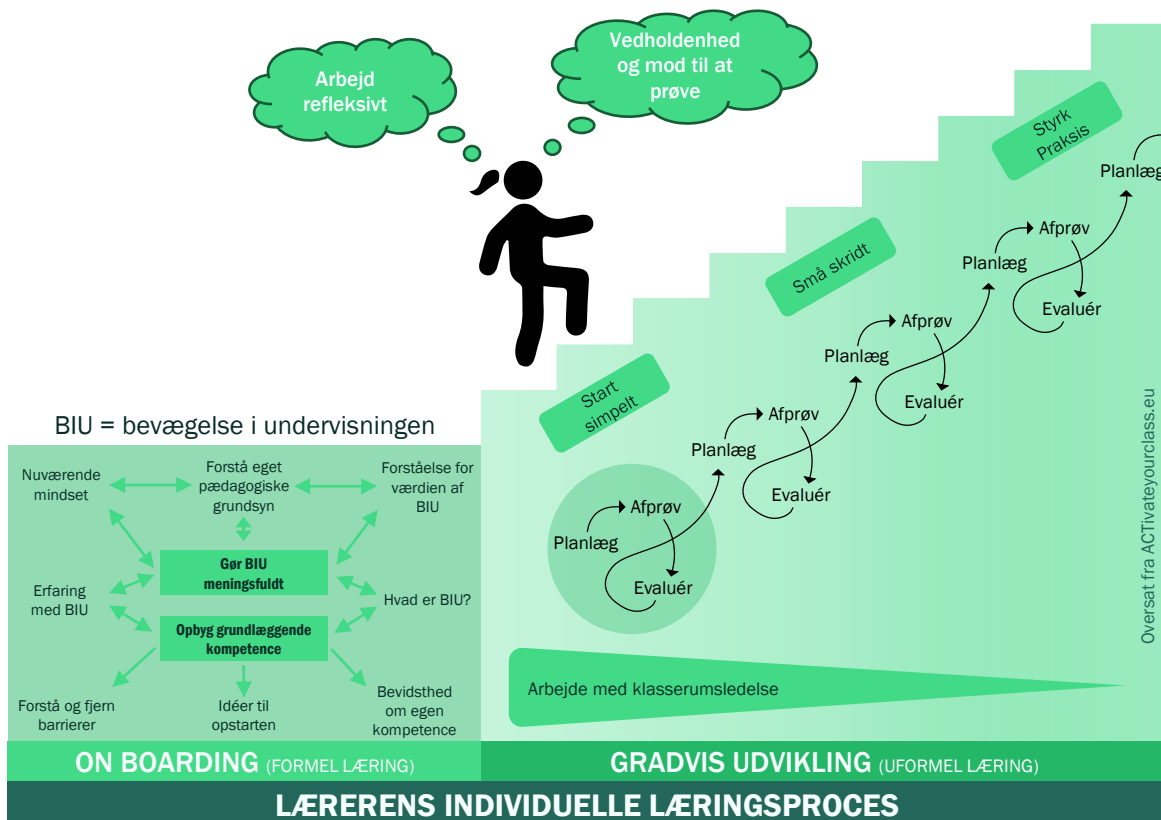 Arbejd
refleksivt
Vedholdenhed
og mod til at
prøve
Styrk
Praksis
Små skridt
Start
simpelt
Planlæg
Afprøv
Evaluér
Planlæg
Afprøv
Evaluér
Planlæg
Afprøv
Evaluér
Planlæg
Afprøv
Evaluér
Planlæg
Arbejde med klasserumsledelse
Oversat fra ACTivateyourclass.eu
BIU = bevægelse i undervisningen
Nuværende
mindset
Forstå eget
pædagogiske
grundsyn
Forståelse for
værdien af
BIU
Gør BIU
meningsfuldt
Erfaring
med BIU
Hvad er BIU?
Opbyg grundlæggende
kompetence
Forstå og fjern
barrierer
Idéer til
opstarten
Bevidsthed
om egen
kompetence
ON BOARDING (FORMEL LÆRING)
GRADVIS UDVIKLING (UFORMEL LÆRING)
LÆRERENS INDIVIDUELLE LÆRINGSPROCES